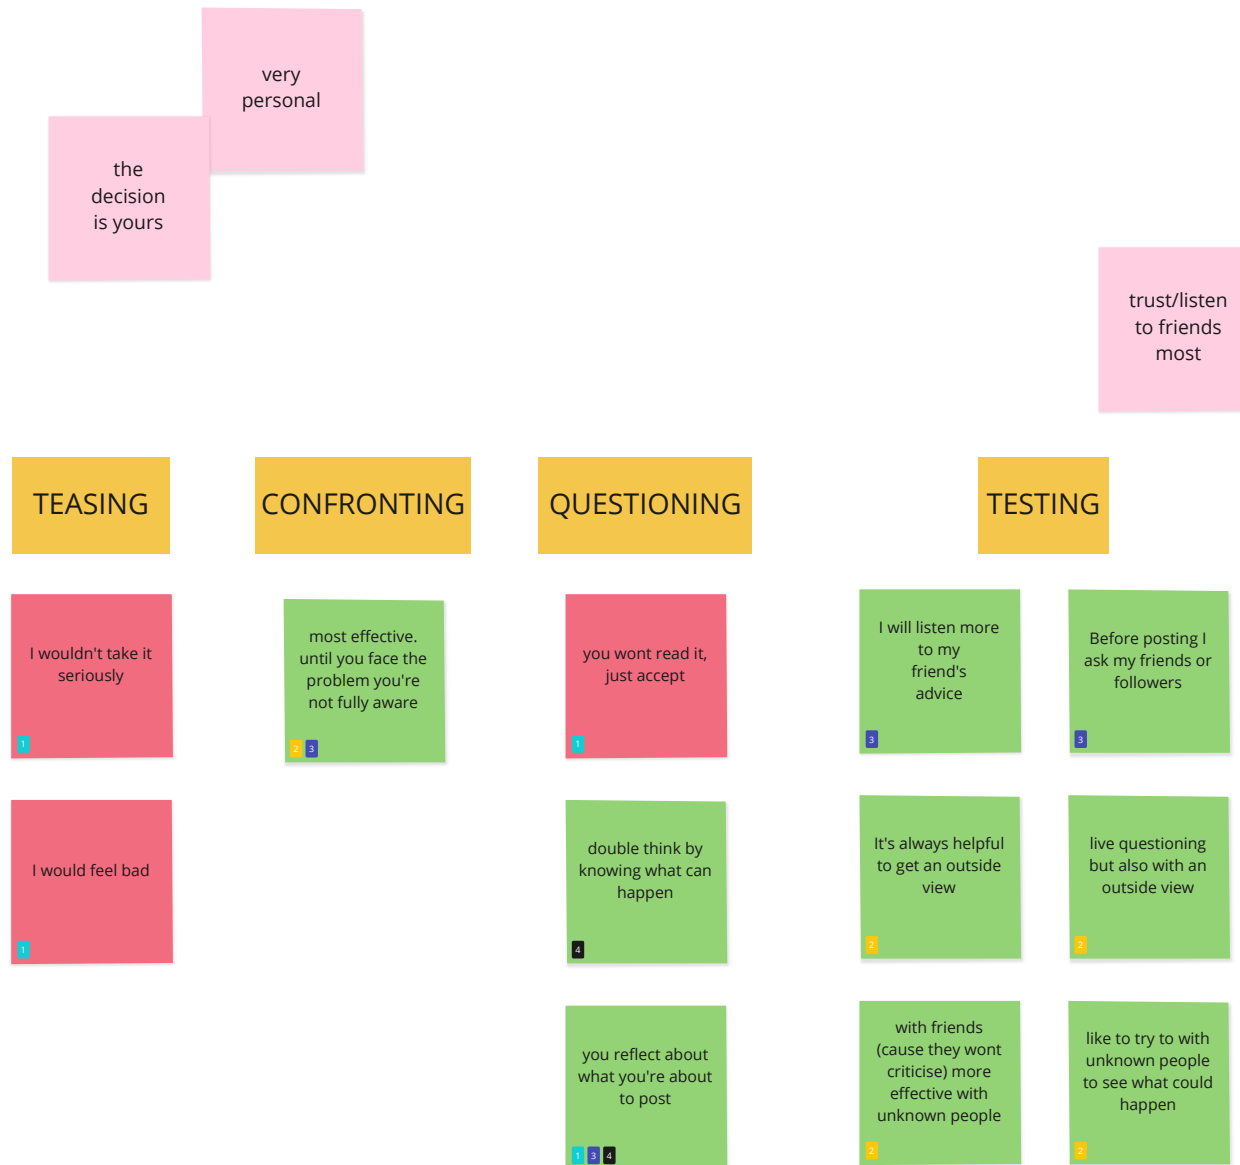 very
personal
the
decision
is yours
trust/listen
to friends
most
TEASING
CONFRONTING
QUESTIONING
TESTING
I wouldn't take it
seriously
1
I would feel bad
1
most effective.
until you face the
problem you're
not fully aware
2 3
you wont read it,
just accept
1
double think by
knowing what can
happen
4
you reflect about
what you're about
to post
1 3 4
I will listen more
to my
friend's
advice
3
Before posting I
ask my friends or
followers
3
It's always helpful
to get an outside
view
2
live questioning
but also with an
outside view
2
with friends
(cause they wont
criticise) more
effective with
unknown people
2
like to try to with
unknown people
to see what could
happen
2